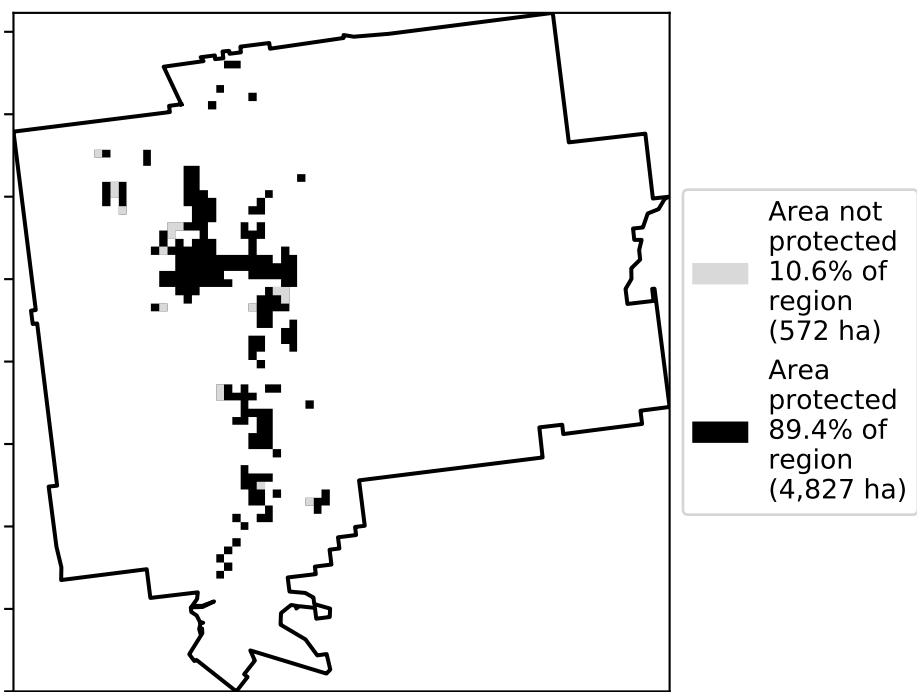 Area not
protected
10.6% of
region
(572 ha)
Area
protected
89.4% of
region
(4,827 ha)